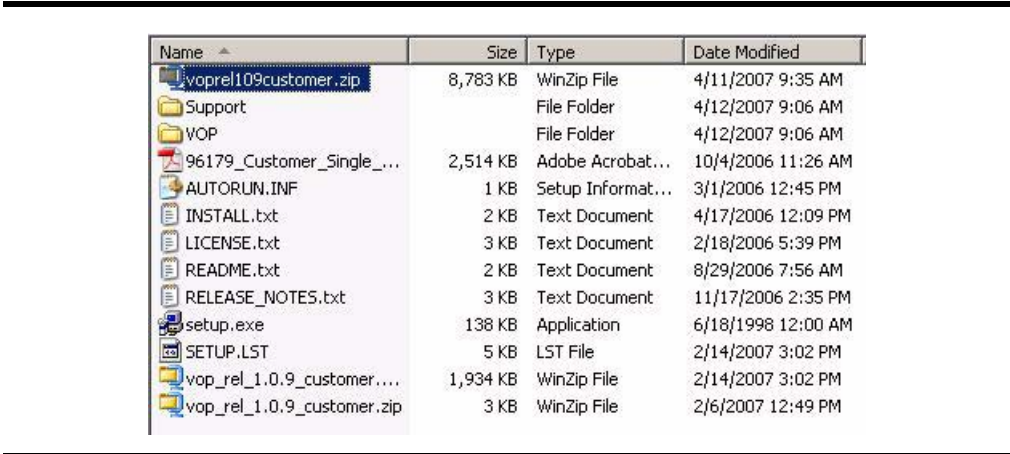 Name Size Type Date Modified
voprel109customer.zip 8,783 KB WinZip File 4/11/2007 9:35 AM
Support File Folder 4/12/2007 9:06 AM
VOP File Folder 4/12/2007 9:06 AM
96179_Customer_Single_... 2,514 KB Adobe Acrobat... 10/4/2006 11:26 AM
AUTORUN.INF 1 KB Setup Informat... 3/1/2006 12:45 PM
INSTALL.txt 2 KB Text Document 4/17/2006 12:09 PM
LICENSE.txt 3 KB Text Document 2/18/2006 5:39 PM
README.txt 2 KB Text Document 8/29/2006 7:56 AM
RELEASE_NOTES.txt 3 KB Text Document 11/17/2006 2:35 PM
setup.exe 138 KB Application 6/18/1998 12:00 AM
SETUP.LST 5 KB LST File 2/14/2007 3:02 PM
vop_rel_1.0.9_customer.... 1,934 KB WinZip File 2/14/2007 3:02 PM
vop_rel_1.0.9_customer.zip 3 KB WinZip File 2/6/2007 12:49 PM